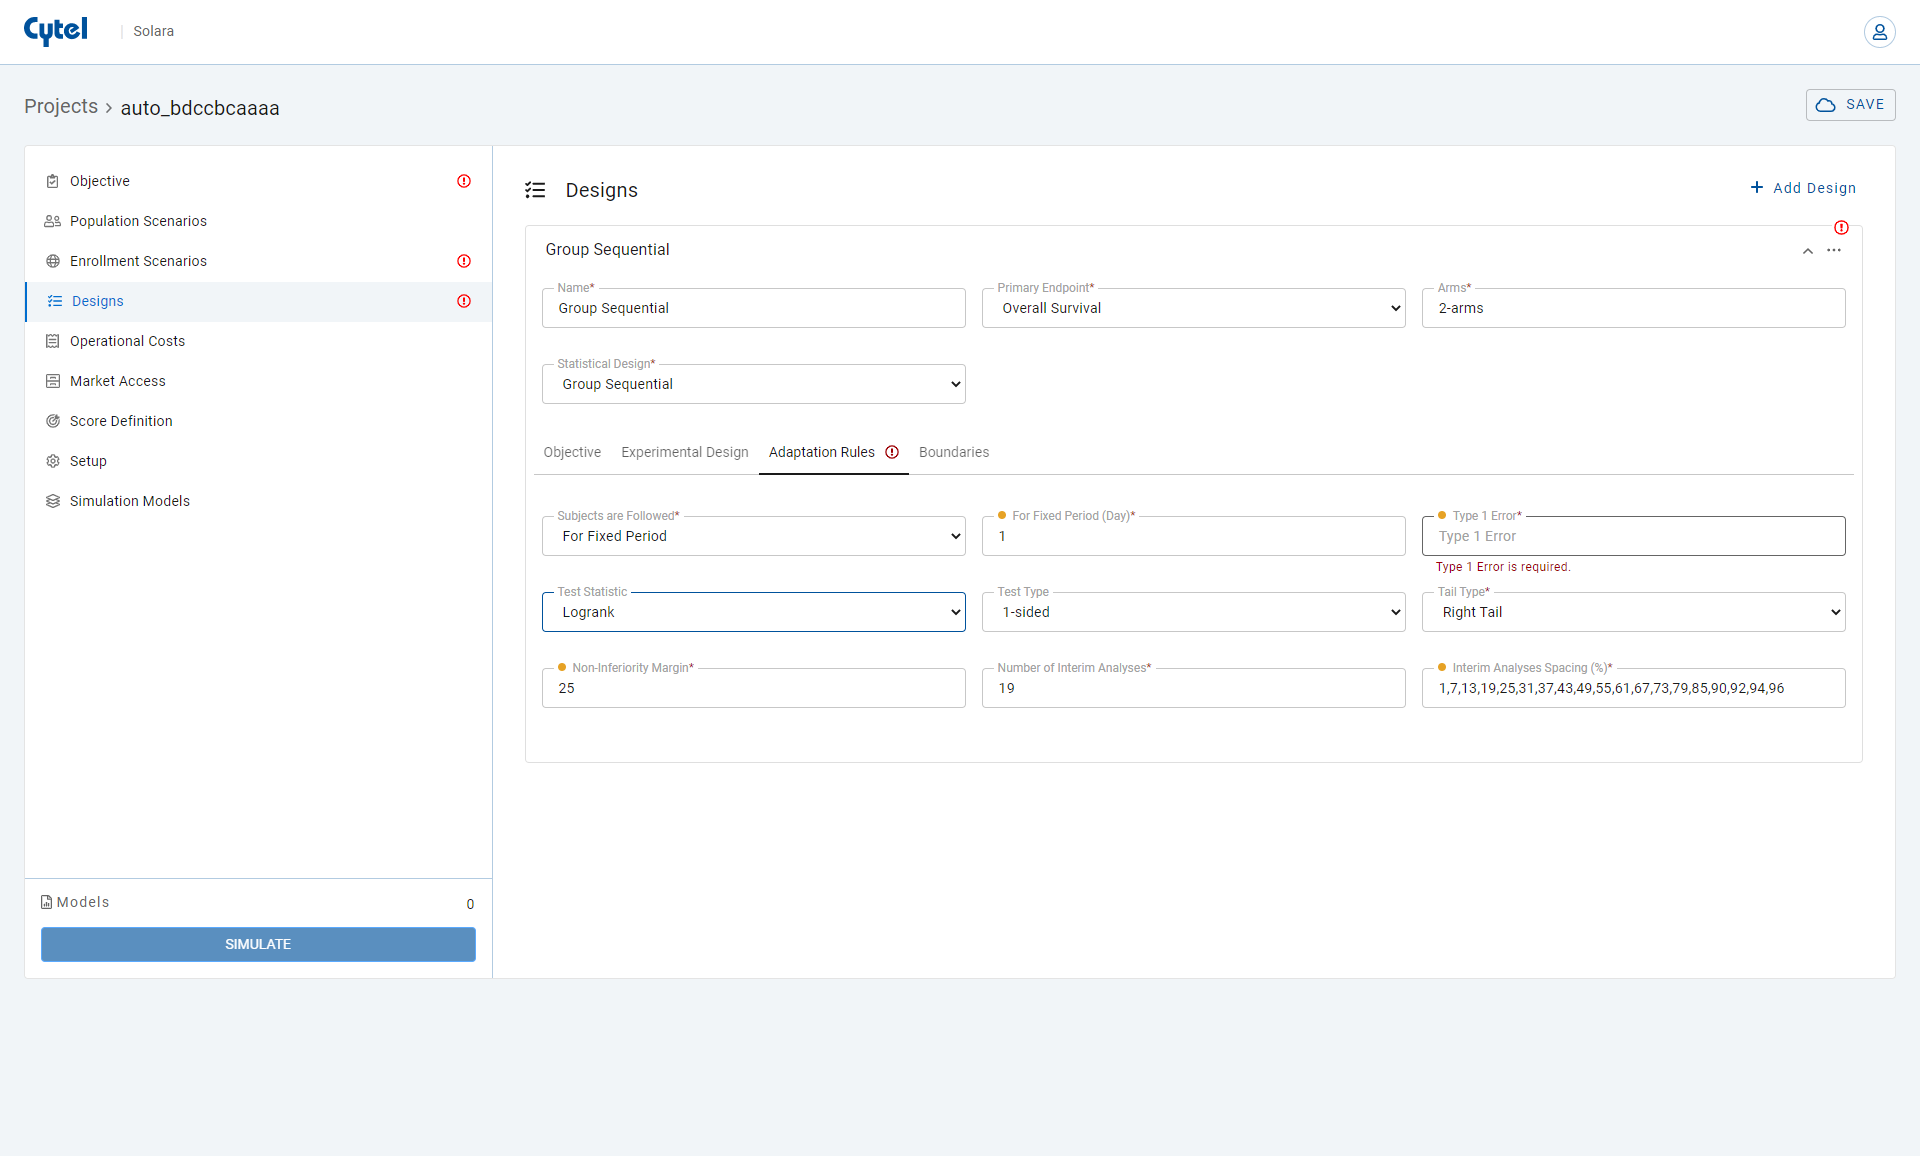 Cytel
Solara
Projects > auto_bdccbcaaaa
SAVE
Objective
Population Scenarios
Enrollment Scenarios
Designs
Operational Costs
Market Access
Score Definition
Setup
Simulation Models
Models 0
SIMULATE
Designs
+ Add Design
Group Sequential
Name*
Group Sequential
Primary Endpoint*
Overall Survival
Arms*
2-arms
Statistical Design*
Group Sequential
Objective Experimental Design Adaptation Rules Boundaries
Subjects are Followed*
For Fixed Period
For Fixed Period (Day)*
1
Type 1 Error*
Type 1 Error
Type 1 Error is required.
Test Statistic
Logrank
Test Type
1-sided
Tail Type*
Right Tail
Non-Inferiority Margin*
25
Number of Interim Analyses*
19
Interim Analyses Spacing (%)*
1,7,13,19,25,31,37,43,49,55,61,67,73,79,85,90,92,94,96